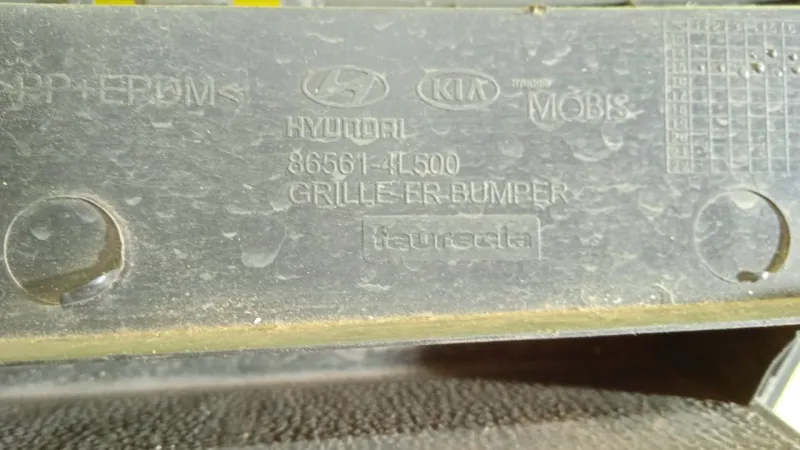 >PP+EPDM<
KIA
MOBIS
HYUNDAI
86561-4L500
GRILLE-FR-BUMPER
faurecia